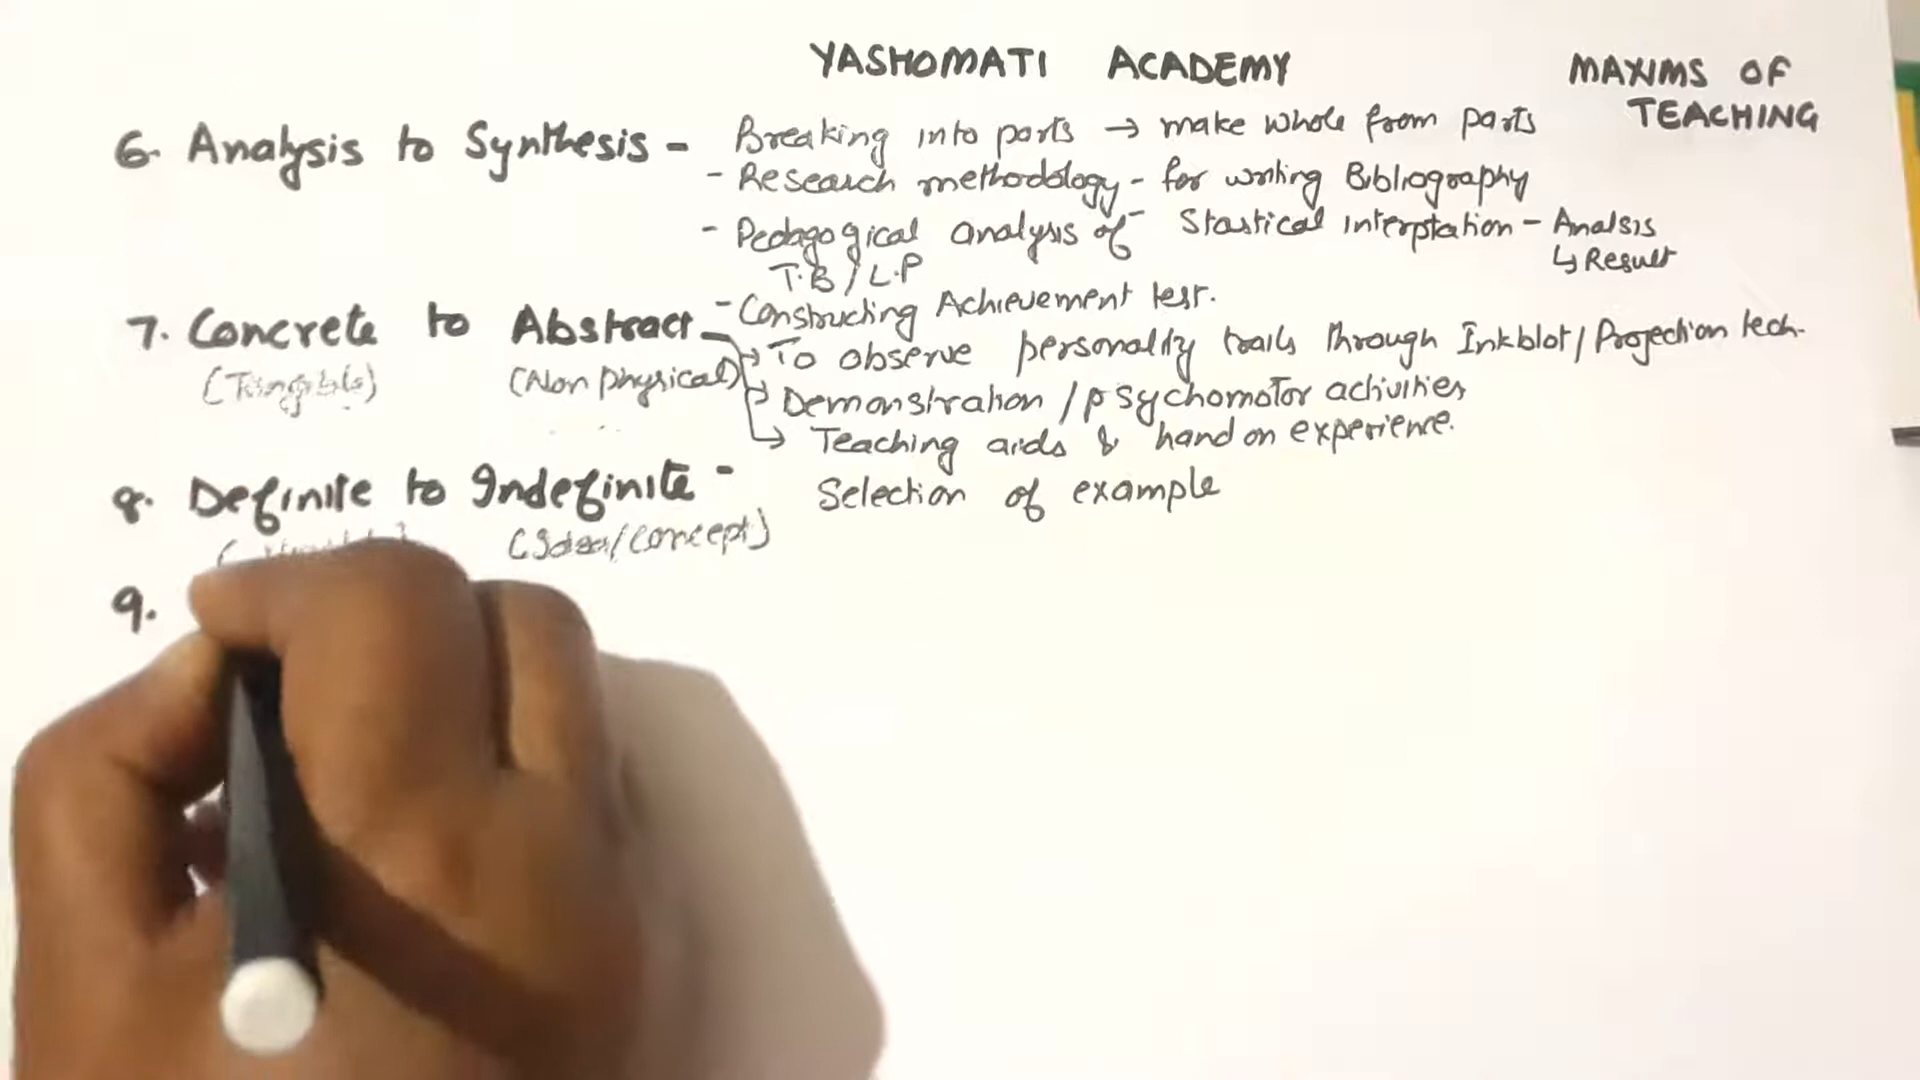 YASHOMATI ACADEMY
MAXIMS OF
TEACHING
6. Analysis to Synthesis - Breaking into parts → make whole from parts
- Research methodology - for writing Bibliography
- Pedagogical analysis of - Stastical interptation - Analsis
T.B / L.P ↳ Result
- Constructing Achievement test.
7. Concrete to Abstract → To observe personality traits through Inkblot / Projection tech.
(Tangible) (Non physical) → Demonstration / psychomotor activities
→ Teaching aids & hand on experience.
8. Definite to Indefinite - Selection of example
(Idea/concept)
9.